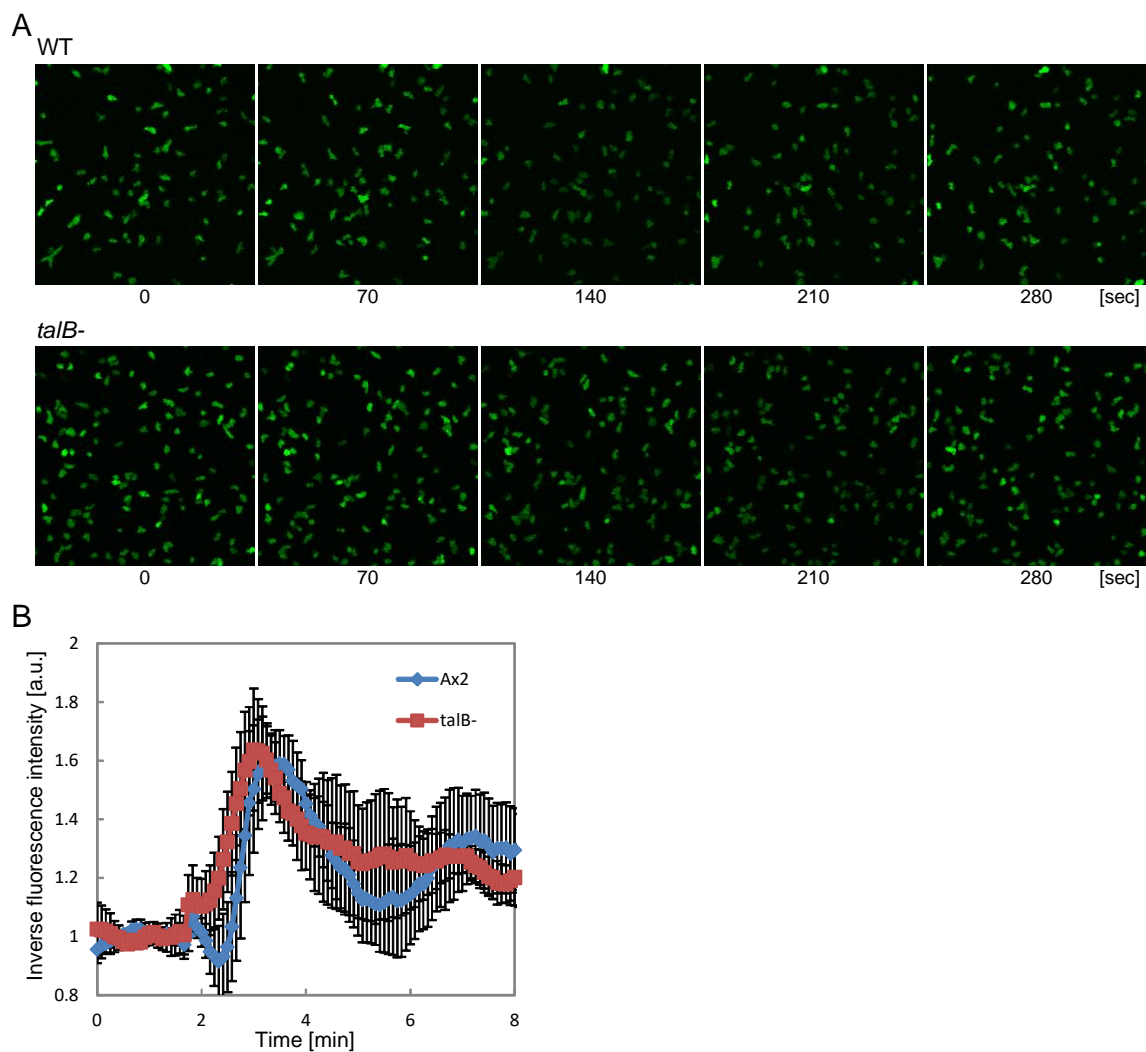 A
WT
0 70 140 210 280 [sec]
talB-
0 70 140 210 280 [sec]
B
Inverse fluorescence intensity [a.u.]
2
1.8
1.6
1.4
1.2
1
0.8
Ax2
talB-
0 2 4 6 8
Time [min]